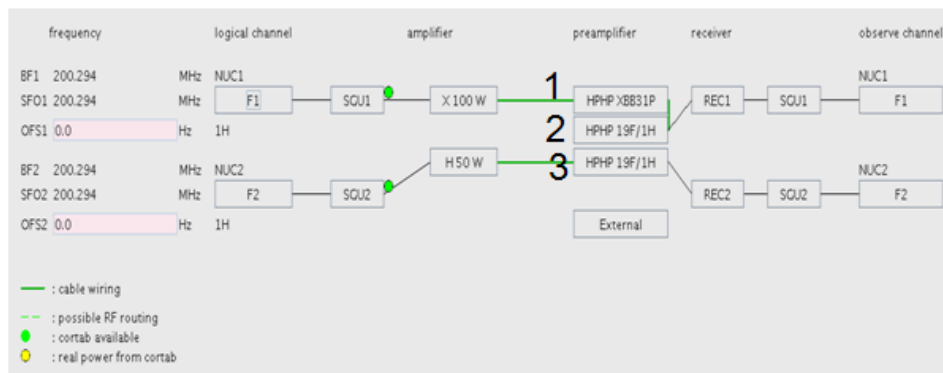 frequency logical channel amplifier preamplifier receiver observe channel
BF1 200.294 MHz NUC1 NUC1
SFO1 200.294 MHz F1 SGU1 X 100 W 1 HPHP XBB31P REC1 SGU1 F1
OFS1 0.0 Hz 1H 2 HPHP 19F/1H
H 50 W 3 HPHP 19F/1H
BF2 200.294 MHz NUC2 NUC2
SFO2 200.294 MHz F2 SGU2 REC2 SGU2 F2
OFS2 0.0 Hz 1H External
: cable wiring
: possible RF routing
: cortab available
: real power from cortab